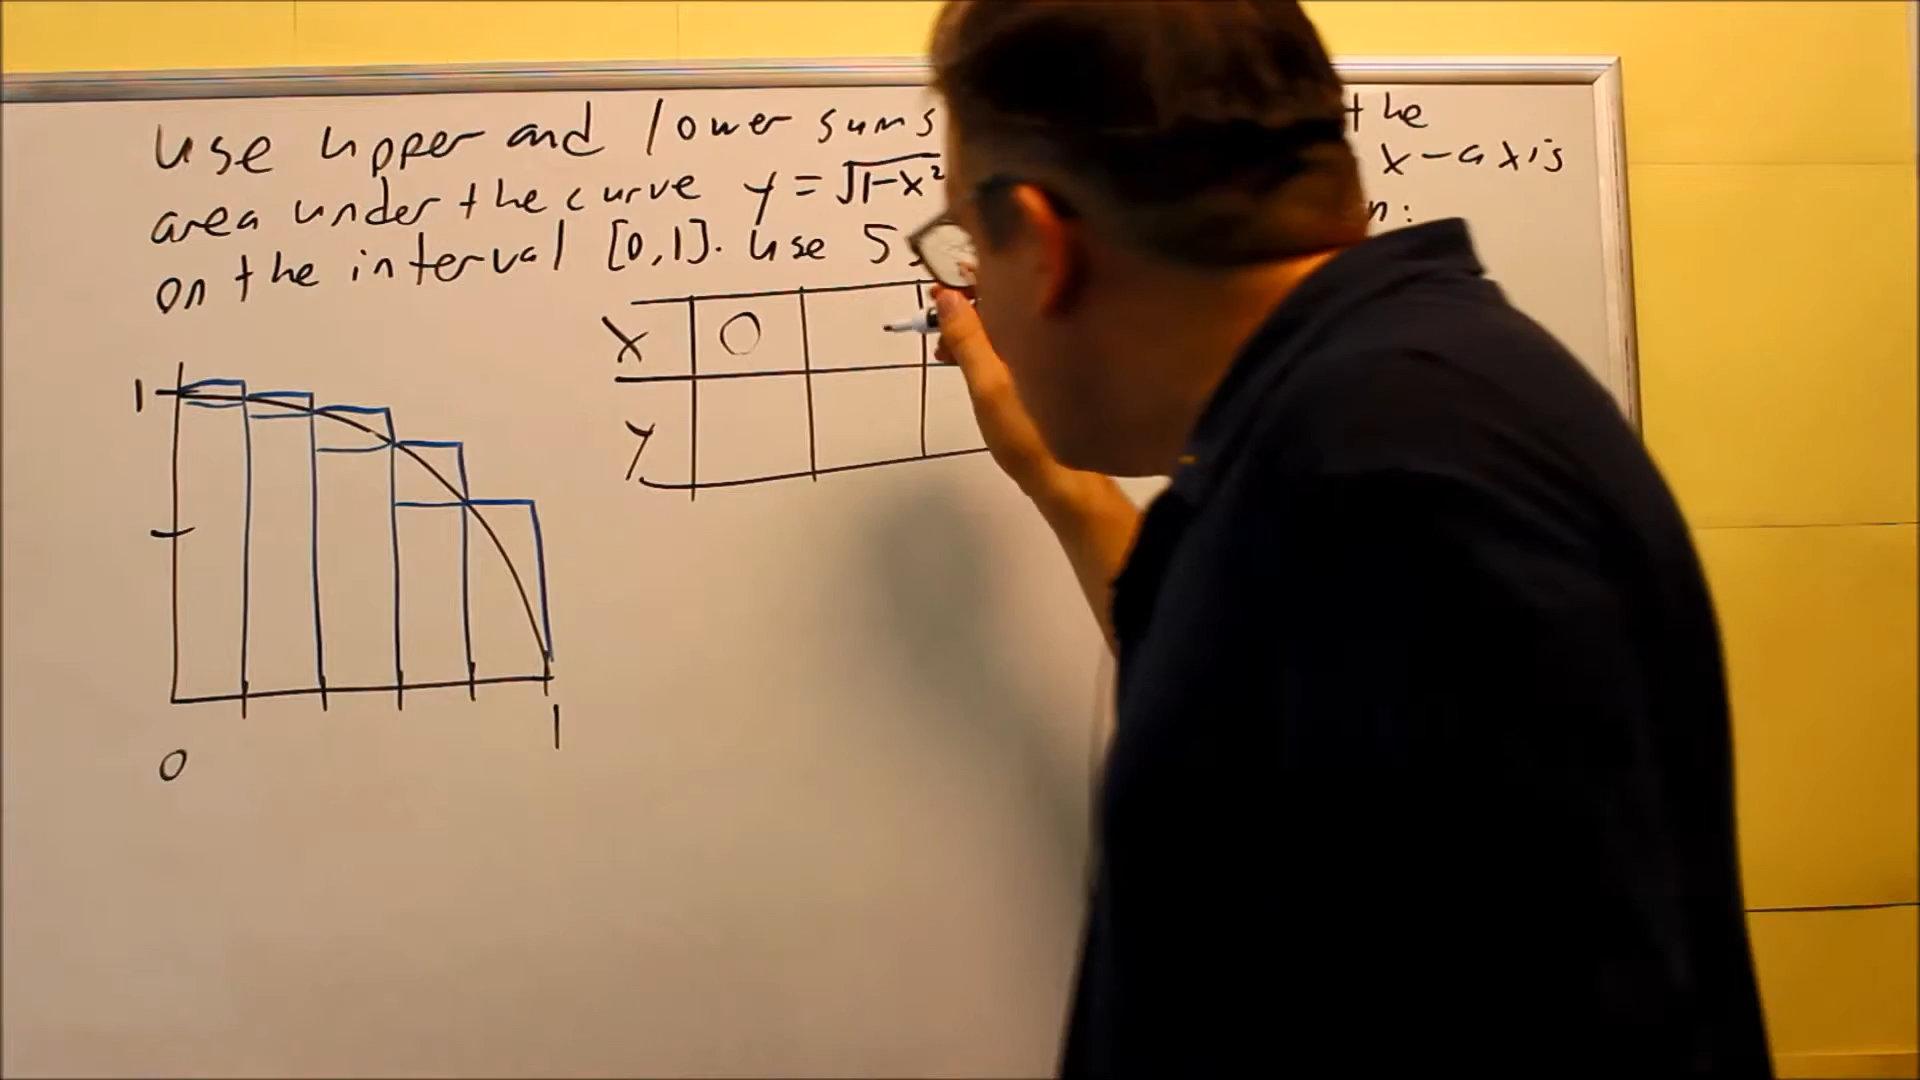 Use upper and lower sums the
area under the curve y = √1-x² x-axis
on the interval [0,1]. Use 5
X 0
Y
1
0
1